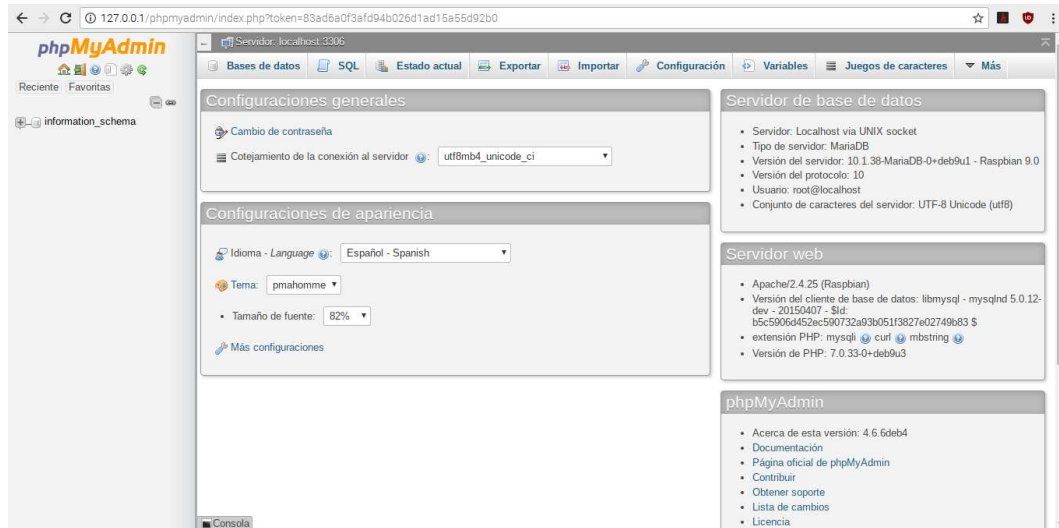 127.0.0.1/phpmyadmin/index.php?token=83ad6a0f3afd94b026d1ad15a55d92b0
phpMyAdmin
Reciente Favoritas
information_schema
Servidor: localhost:3306
Bases de datos SQL Estado actual Exportar Importar Configuración Variables Juegos de caracteres Más
Configuraciones generales
Cambio de contraseña
Cotejamiento de la conexión al servidor : utf8mb4_unicode_ci
Configuraciones de apariencia
Idioma - Language : Español - Spanish
Tema: pmahomme
Tamaño de fuente: 82%
Más configuraciones
Consola
Servidor de base de datos
Servidor: Localhost via UNIX socket
Tipo de servidor: MariaDB
Versión del servidor: 10.1.38-MariaDB-0+deb9u1 - Raspbian 9.0
Versión del protocolo: 10
Usuario: root@localhost
Conjunto de caracteres del servidor: UTF-8 Unicode (utf8)
Servidor web
Apache/2.4.25 (Raspbian)
Versión del cliente de base de datos: libmysql - mysqlnd 5.0.12-
dev - 20150407 - $Id:
b5c5906d452ec590732a93b051f3827e02749b83 $
extensión PHP: mysqli curl mbstring
Versión de PHP: 7.0.33-0+deb9u3
phpMyAdmin
Acerca de esta versión: 4.6.6deb4
Documentación
Página oficial de phpMyAdmin
Contribuir
Obtener soporte
Lista de cambios
Licencia